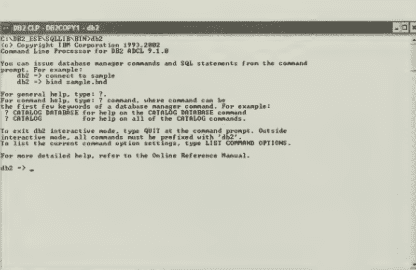 DB2 CLP - DB2COPY1 - db2
C:\DB2_EST\SQLLIB\BIN>db2
(c) Copyright IBM Corporation 1993,2002
Command Line Processor for DB2 ADCL 9.1.0
You can issue database manager commands and SQL statements from the command
prompt. For example:
db2 => connect to sample
db2 => bind sample.bnd
For general help, type: ?.
For command help, type: ? command, where command can be
the first few keywords of a database manager command. For example:
? CATALOG DATABASE for help on the CATALOG DATABASE command
? CATALOG for help on all of the CATALOG commands.
To exit db2 interactive mode, type QUIT at the command prompt. Outside
interactive mode, all commands must be prefixed with 'db2'.
To list the current command option settings, type LIST COMMAND OPTIONS.
For more detailed help, refer to the Online Reference Manual.
db2 => _